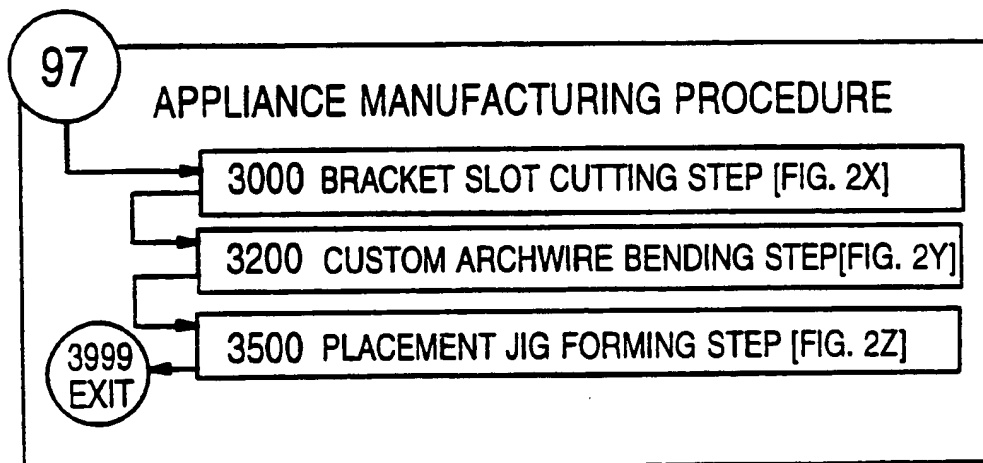 97
APPLIANCE MANUFACTURING PROCEDURE
3000 BRACKET SLOT CUTTING STEP [FIG. 2X]
3200 CUSTOM ARCHWIRE BENDING STEP[FIG. 2Y]
3500 PLACEMENT JIG FORMING STEP [FIG. 2Z]
3999
EXIT